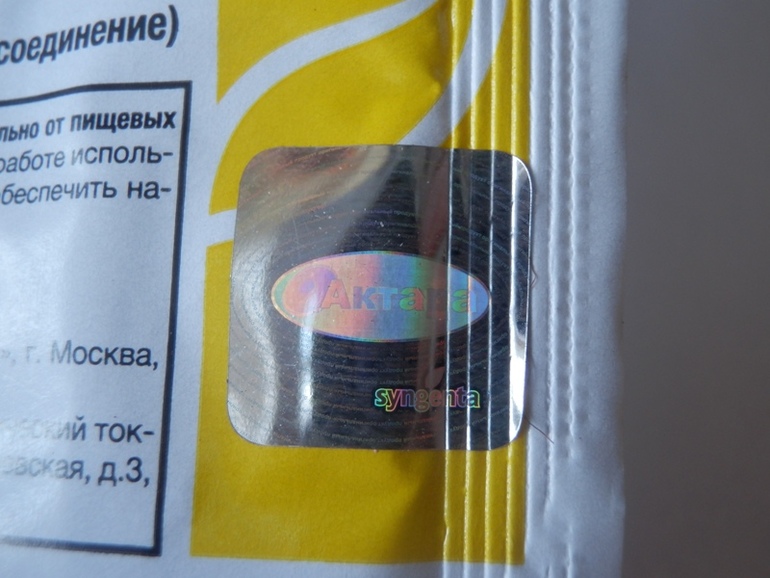 соединение)
льно от пищевых
работе исполь-
беспечить на-
Актара
syngenta
», г. Москва,
ский ток-
вская, д.3,